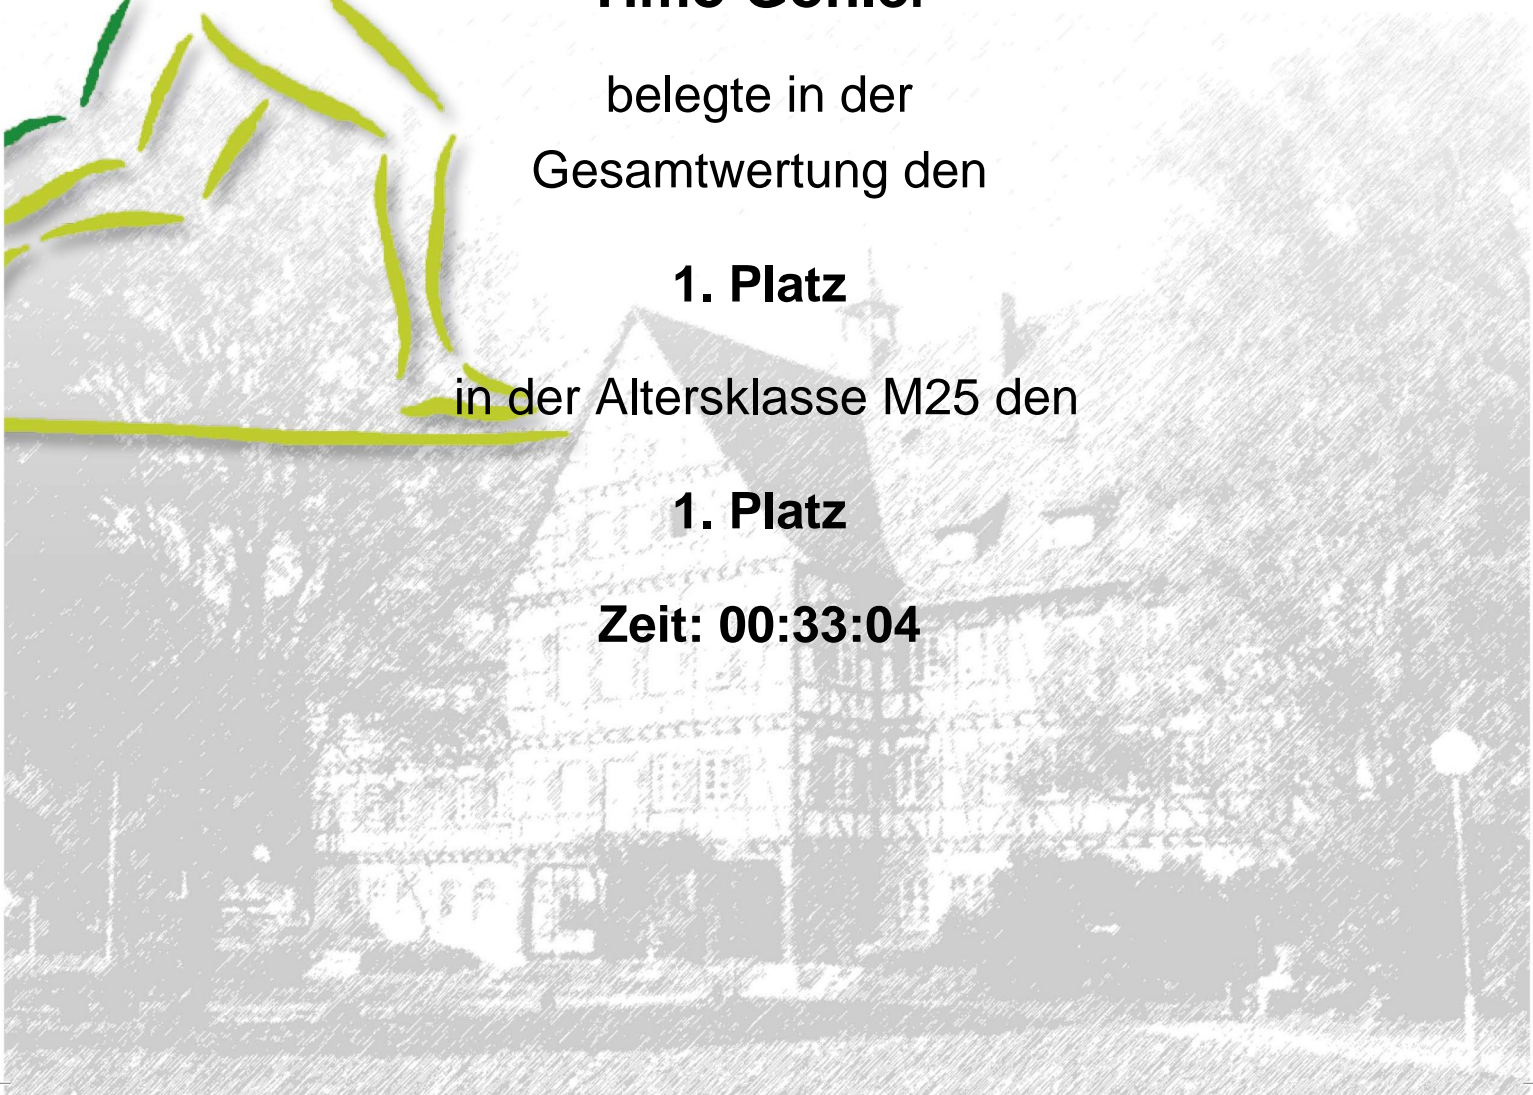 belegte in der
Gesamtwertung den
1. Platz
in der Altersklasse M25 den
1. Platz
Zeit: 00:33:04